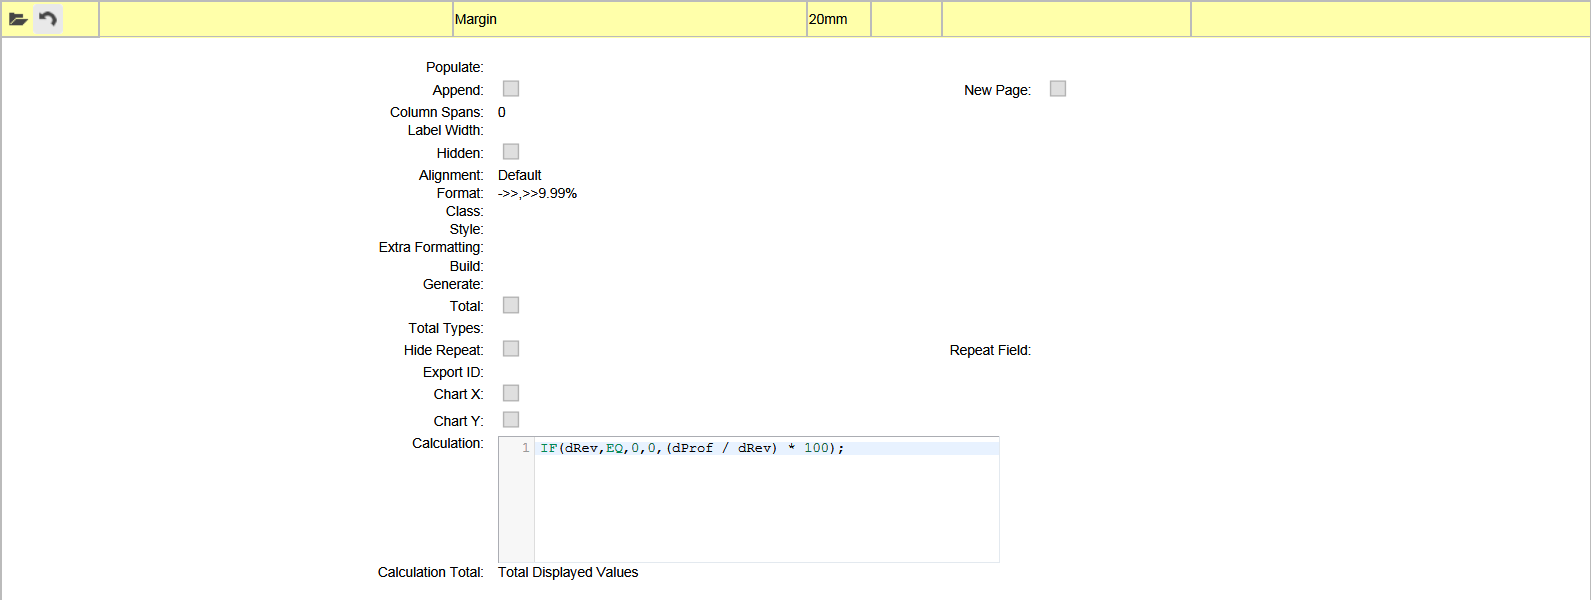 Margin 20mm
Populate:
Append: New Page:
Column Spans: 0
Label Width:
Hidden:
Alignment: Default
Format: ->>,>>9.99%
Class:
Style:
Extra Formatting:
Build:
Generate:
Total:
Total Types:
Hide Repeat: Repeat Field:
Export ID:
Chart X:
Chart Y:
Calculation: 1 IF(dRev,EQ,0,0,(dProf / dRev) * 100);
Calculation Total: Total Displayed Values